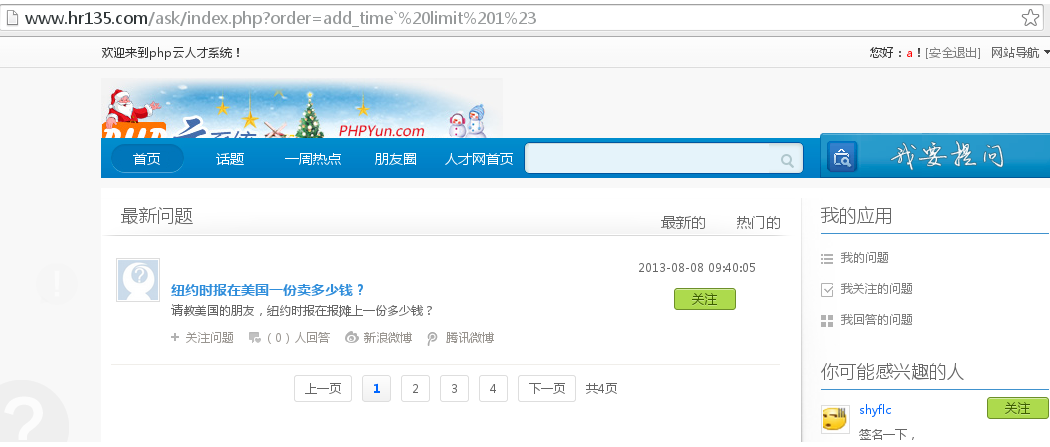 www.hr135.com/ask/index.php?order=add_time`%20limit%201%23
欢迎来到php云人才系统！
您好：a！[安全退出] 网站导航
PHP云系统
PHPYun.com
首页 话题 一周热点 朋友圈 人才网首页
我要提问
最新问题
最新的 热门的
我的应用
2013-08-08 09:40:05
纽约时报在美国一份卖多少钱？
关注
请教美国的朋友，纽约时报在报摊上一份多少钱？
关注问题 （0）人回答 新浪微博 腾讯微博
我的问题
我关注的问题
我回答的问题
上一页 1 2 3 4 下一页 共4页
你可能感兴趣的人
shyflc
关注
签名一下，